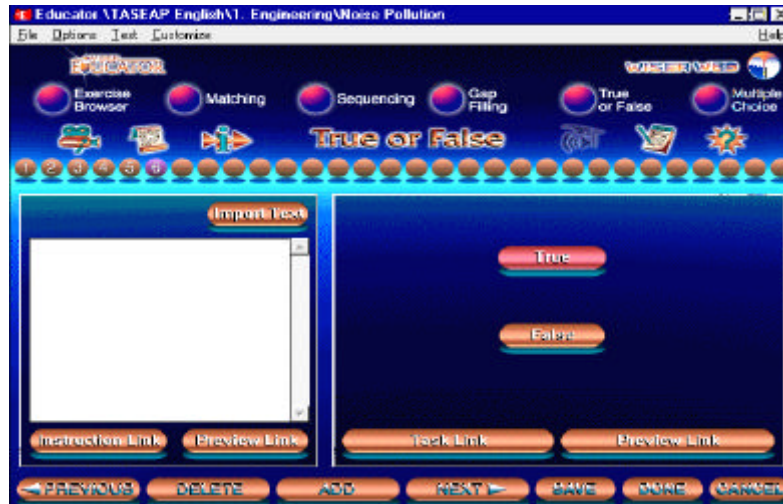 Educator \TASEAP English\1. Engineering\Noise Pollution
File Options Text Customize Help
EDUCATOR WISERWEB
Exercise Browser Matching Sequencing Gap Filling True or False Multiple Choice
True or False
1 2 3 4 5 6
Import Text
True
False
Instruction Link Preview Link Task Link Preview Link
PREVIOUS DELETE ADD NEXT SAVE DONE CANCEL